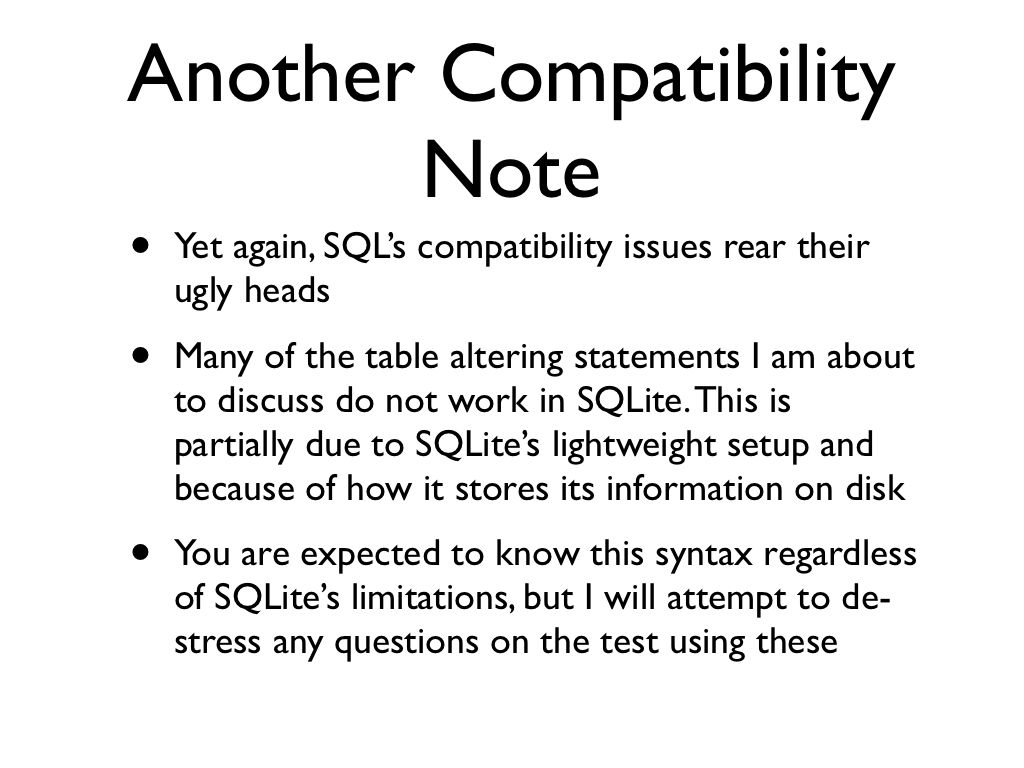 Another Compatibility
Note
• Yet again, SQL’s compatibility issues rear their
ugly heads
• Many of the table altering statements I am about
to discuss do not work in SQLite. This is
partially due to SQLite’s lightweight setup and
because of how it stores its information on disk
• You are expected to know this syntax regardless
of SQLite’s limitations, but I will attempt to de-
stress any questions on the test using these